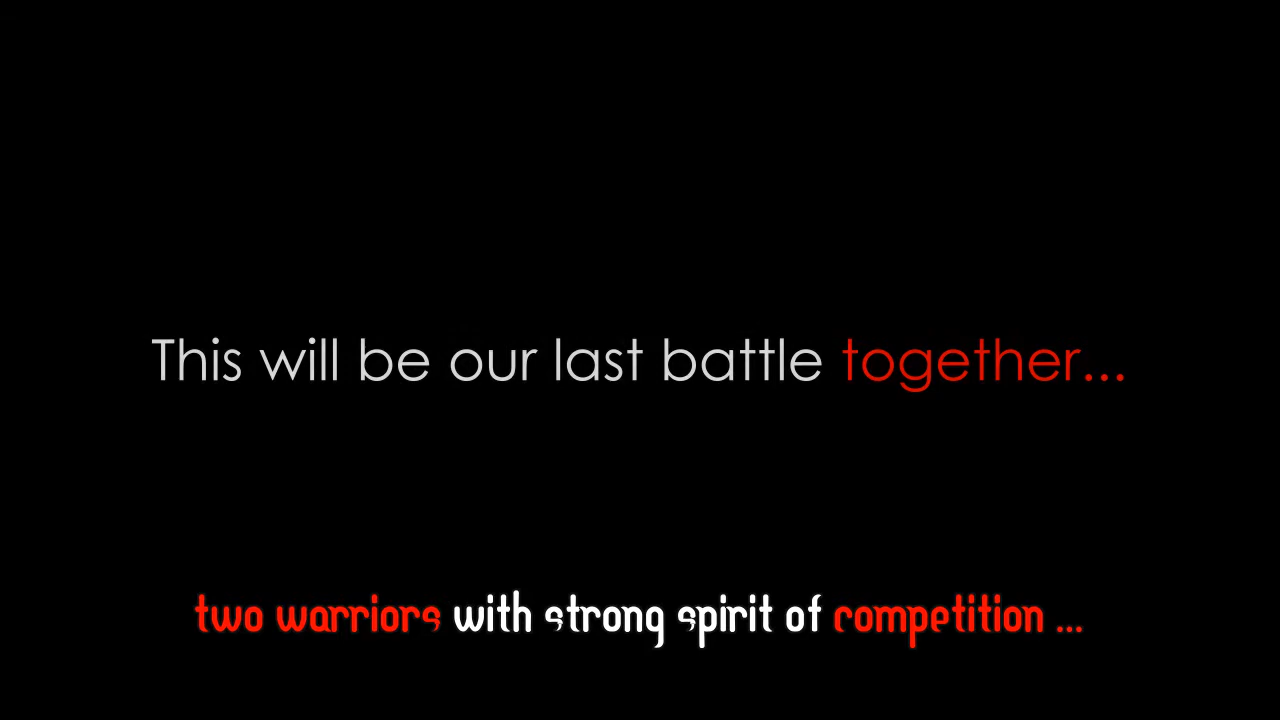 This will be our last battle together...
two warriors with strong spirit of competition ...